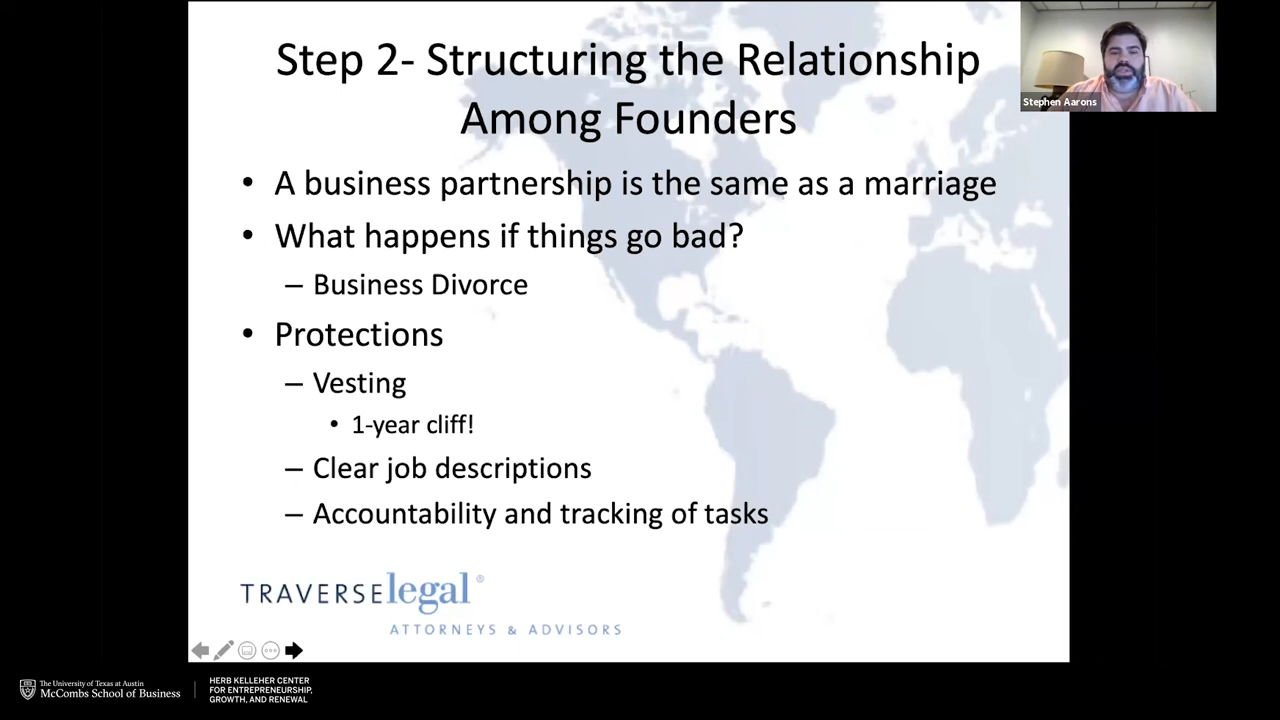 Step 2- Structuring the Relationship
Among Founders
Stephen Aarons
• A business partnership is the same as a marriage
• What happens if things go bad?
– Business Divorce
• Protections
– Vesting
• 1-year cliff!
– Clear job descriptions
– Accountability and tracking of tasks
TRAVERSElegal®
ATTORNEYS & ADVISORS
The University of Texas at Austin
McCombs School of Business
HERB KELLEHER CENTER
FOR ENTREPRENEURSHIP,
GROWTH, AND RENEWAL